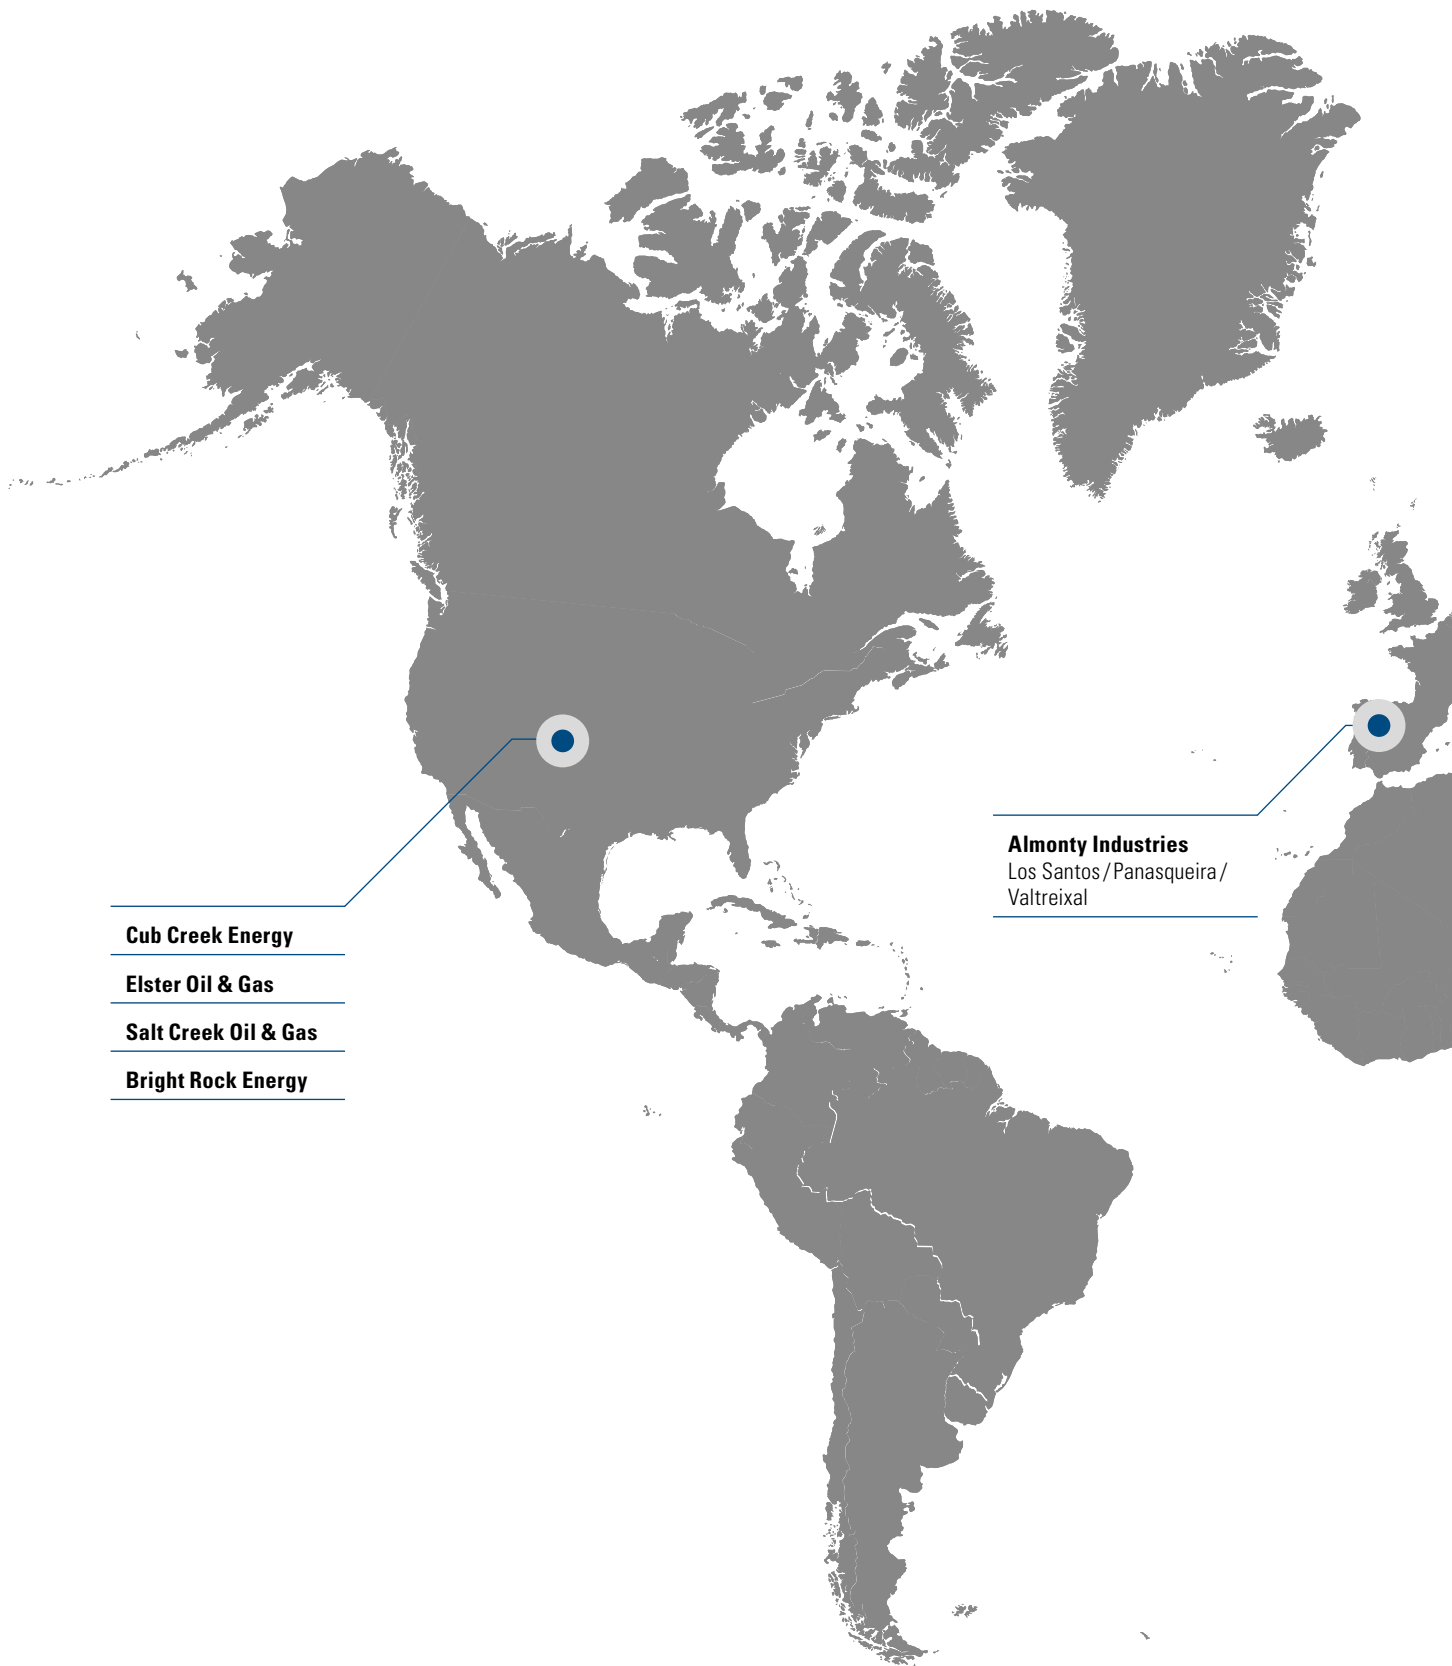 Cub Creek Energy
Elster Oil & Gas
Salt Creek Oil & Gas
Bright Rock Energy
Almonty Industries
Los Santos / Panasqueira /
Valtreixal